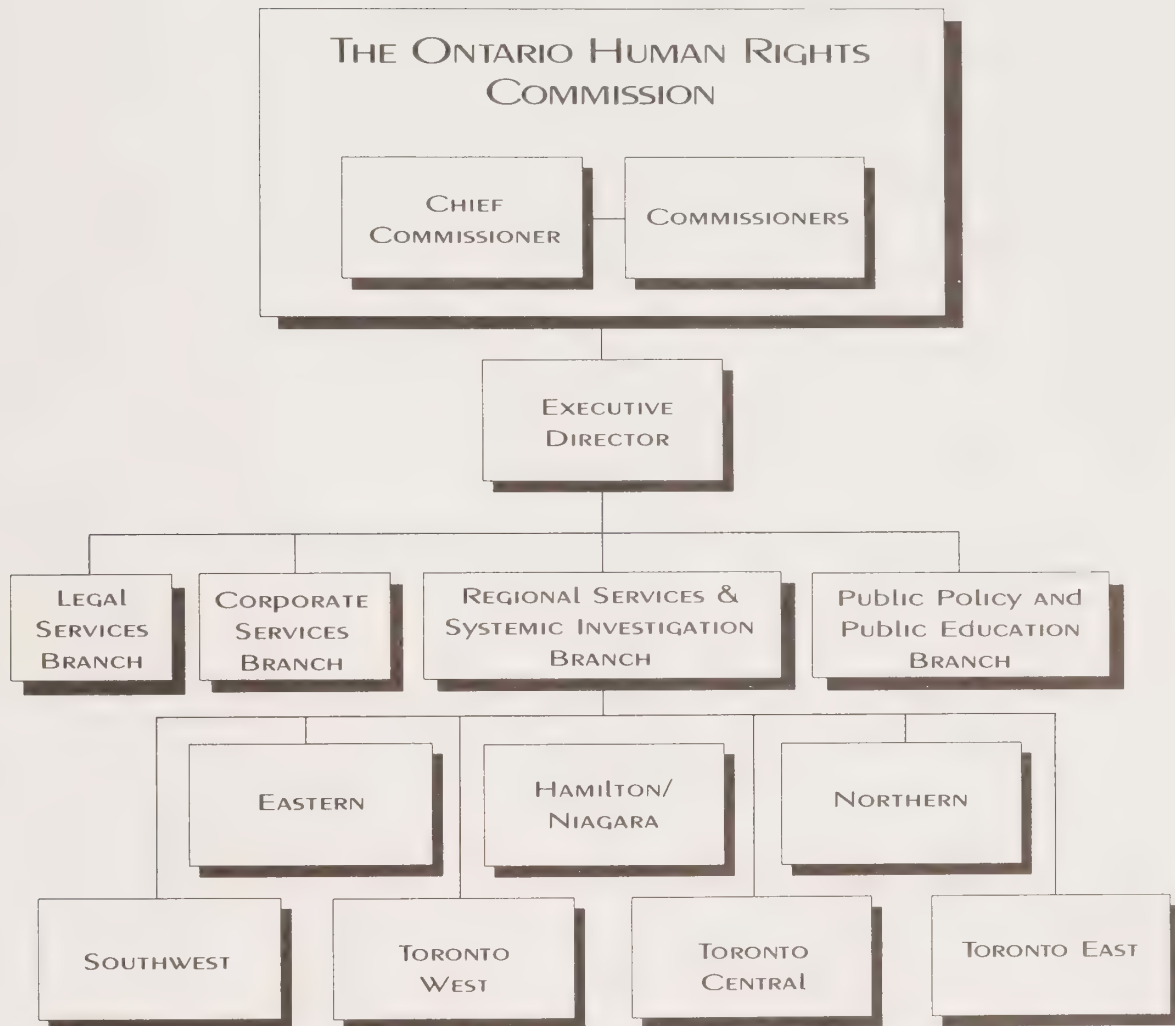 THE ONTARIO HUMAN RIGHTS
COMMISSION
CHIEF
COMMISSIONER
COMMISSIONERS
EXECUTIVE
DIRECTOR
LEGAL
SERVICES
BRANCH
CORPORATE
SERVICES
BRANCH
REGIONAL SERVICES &
SYSTEMIC INVESTIGATION
BRANCH
PUBLIC POLICY AND
PUBLIC EDUCATION
BRANCH
EASTERN
HAMILTON/
NIAGARA
NORTHERN
SOUTHWEST
TORONTO
WEST
TORONTO
CENTRAL
TORONTO EAST